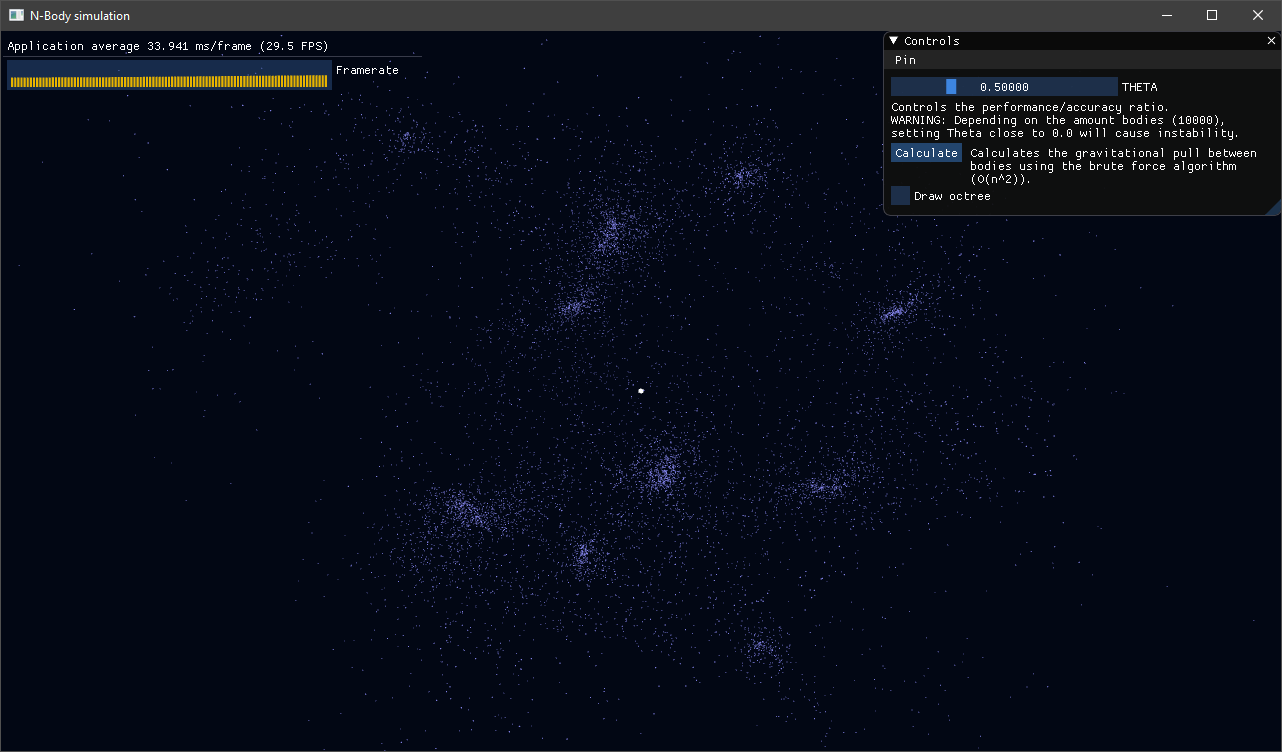 N-Body simulation
Application average 33.941 ms/frame (29.5 FPS)
Framerate
Controls
Pin
0.50000 THETA
Controls the performance/accuracy ratio.
WARNING: Depending on the amount bodies (10000),
setting Theta close to 0.0 will cause instability.
Calculate Calculates the gravitational pull between
bodies using the brute force algorithm
(O(n^2)).
Draw octree